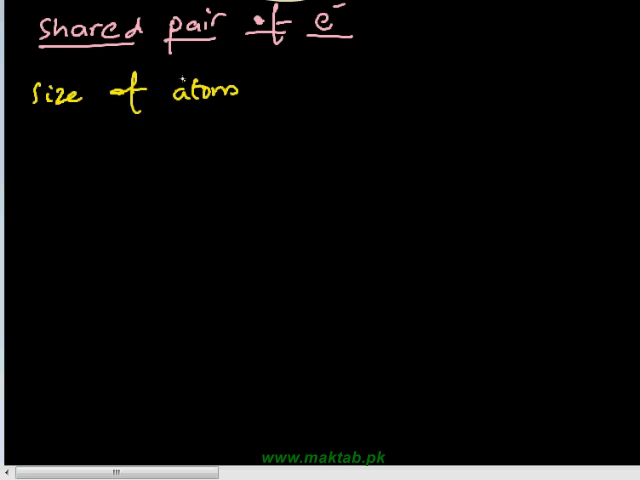 shared pair of e⁻
size of atoms
www.maktab.pk